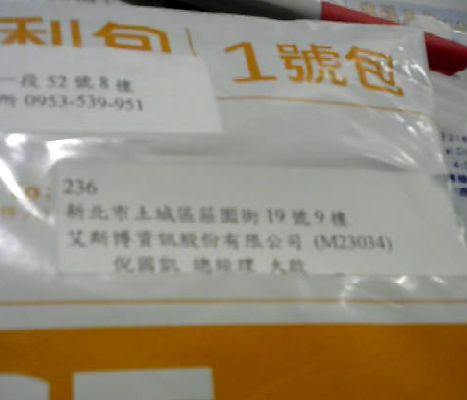 利包 1號包
一段 52 號 8 樓
所 0953-539-951
236
新北市土城區莊園街 19 號 9 樓
艾斯博資訊股份有限公司 (M23034)
倪國凱 總經理 大啟